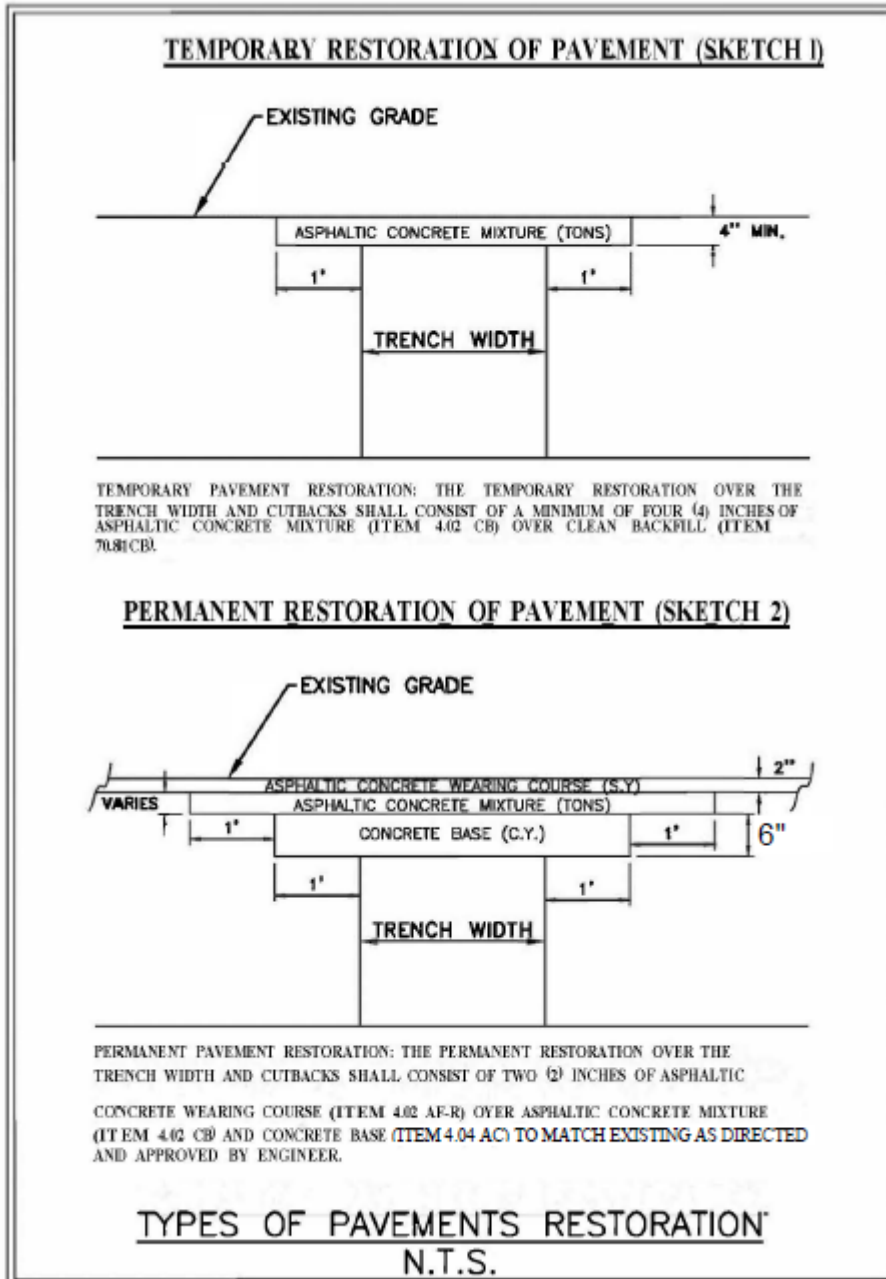 TEMPORARY RESTORATION OF PAVEMENT (SKETCH 1)
EXISTING GRADE
ASPHALTIC CONCRETE MIXTURE (TONS)
4" MIN.
1'
1'
TRENCH WIDTH
TEMPORARY PAVEMENT RESTORATION: THE TEMPORARY RESTORATION OVER THE
TRENCH WIDTH AND CUTBACKS SHALL CONSIST OF A MINIMUM OF FOUR (4) INCHES OF
ASPHALTIC CONCRETE MIXTURE (ITEM 4.02 CB) OVER CLEAN BACKFILL (ITEM
70.81CB).
PERMANENT RESTORATION OF PAVEMENT (SKETCH 2)
EXISTING GRADE
2"
ASPHALTIC CONCRETE WEARING COURSE (S.Y)
VARIES
ASPHALTIC CONCRETE MIXTURE (TONS)
1'
CONCRETE BASE (C.Y.)
1'
6"
1'
1'
TRENCH WIDTH
PERMANENT PAVEMENT RESTORATION: THE PERMANENT RESTORATION OVER THE
TRENCH WIDTH AND CUTBACKS SHALL CONSIST OF TWO (2) INCHES OF ASPHALTIC
CONCRETE WEARING COURSE (ITEM 4.02 AF-R) OVER ASPHALTIC CONCRETE MIXTURE
(ITEM 4.02 CB) AND CONCRETE BASE (ITEM 4.04 AC) TO MATCH EXISTING AS DIRECTED
AND APPROVED BY ENGINEER.
TYPES OF PAVEMENTS RESTORATION
N.T.S.